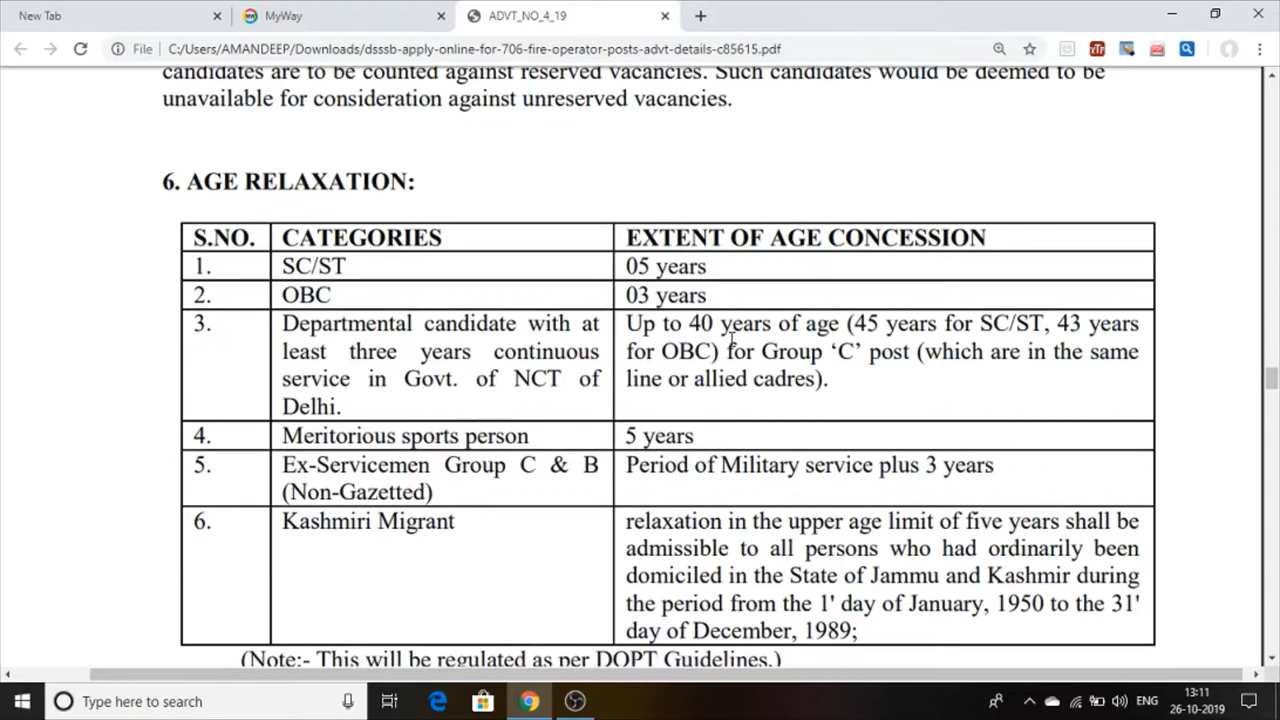 New Tab
MyWay
ADVT_NO_4_19
File C:/Users/AMANDEEP/Downloads/dsssb-apply-online-for-706-fire-operator-posts-advt-details-c85615.pdf
candidates are to be counted against reserved vacancies. Such candidates would be deemed to be
unavailable for consideration against unreserved vacancies.
6. AGE RELAXATION:
S.NO. CATEGORIES EXTENT OF AGE CONCESSION
1. SC/ST 05 years
2. OBC 03 years
3. Departmental candidate with at
least three years continuous
service in Govt. of NCT of
Delhi.
Up to 40 years of age (45 years for SC/ST, 43 years
for OBC) for Group ‘C’ post (which are in the same
line or allied cadres).
4. Meritorious sports person 5 years
5. Ex-Servicemen Group C & B
(Non-Gazetted)
Period of Military service plus 3 years
6. Kashmiri Migrant
relaxation in the upper age limit of five years shall be
admissible to all persons who had ordinarily been
domiciled in the State of Jammu and Kashmir during
the period from the 1' day of January, 1950 to the 31'
day of December, 1989;
(Note:- This will be regulated as per DOPT Guidelines.)
Type here to search
ENG
13:11
26-10-2019